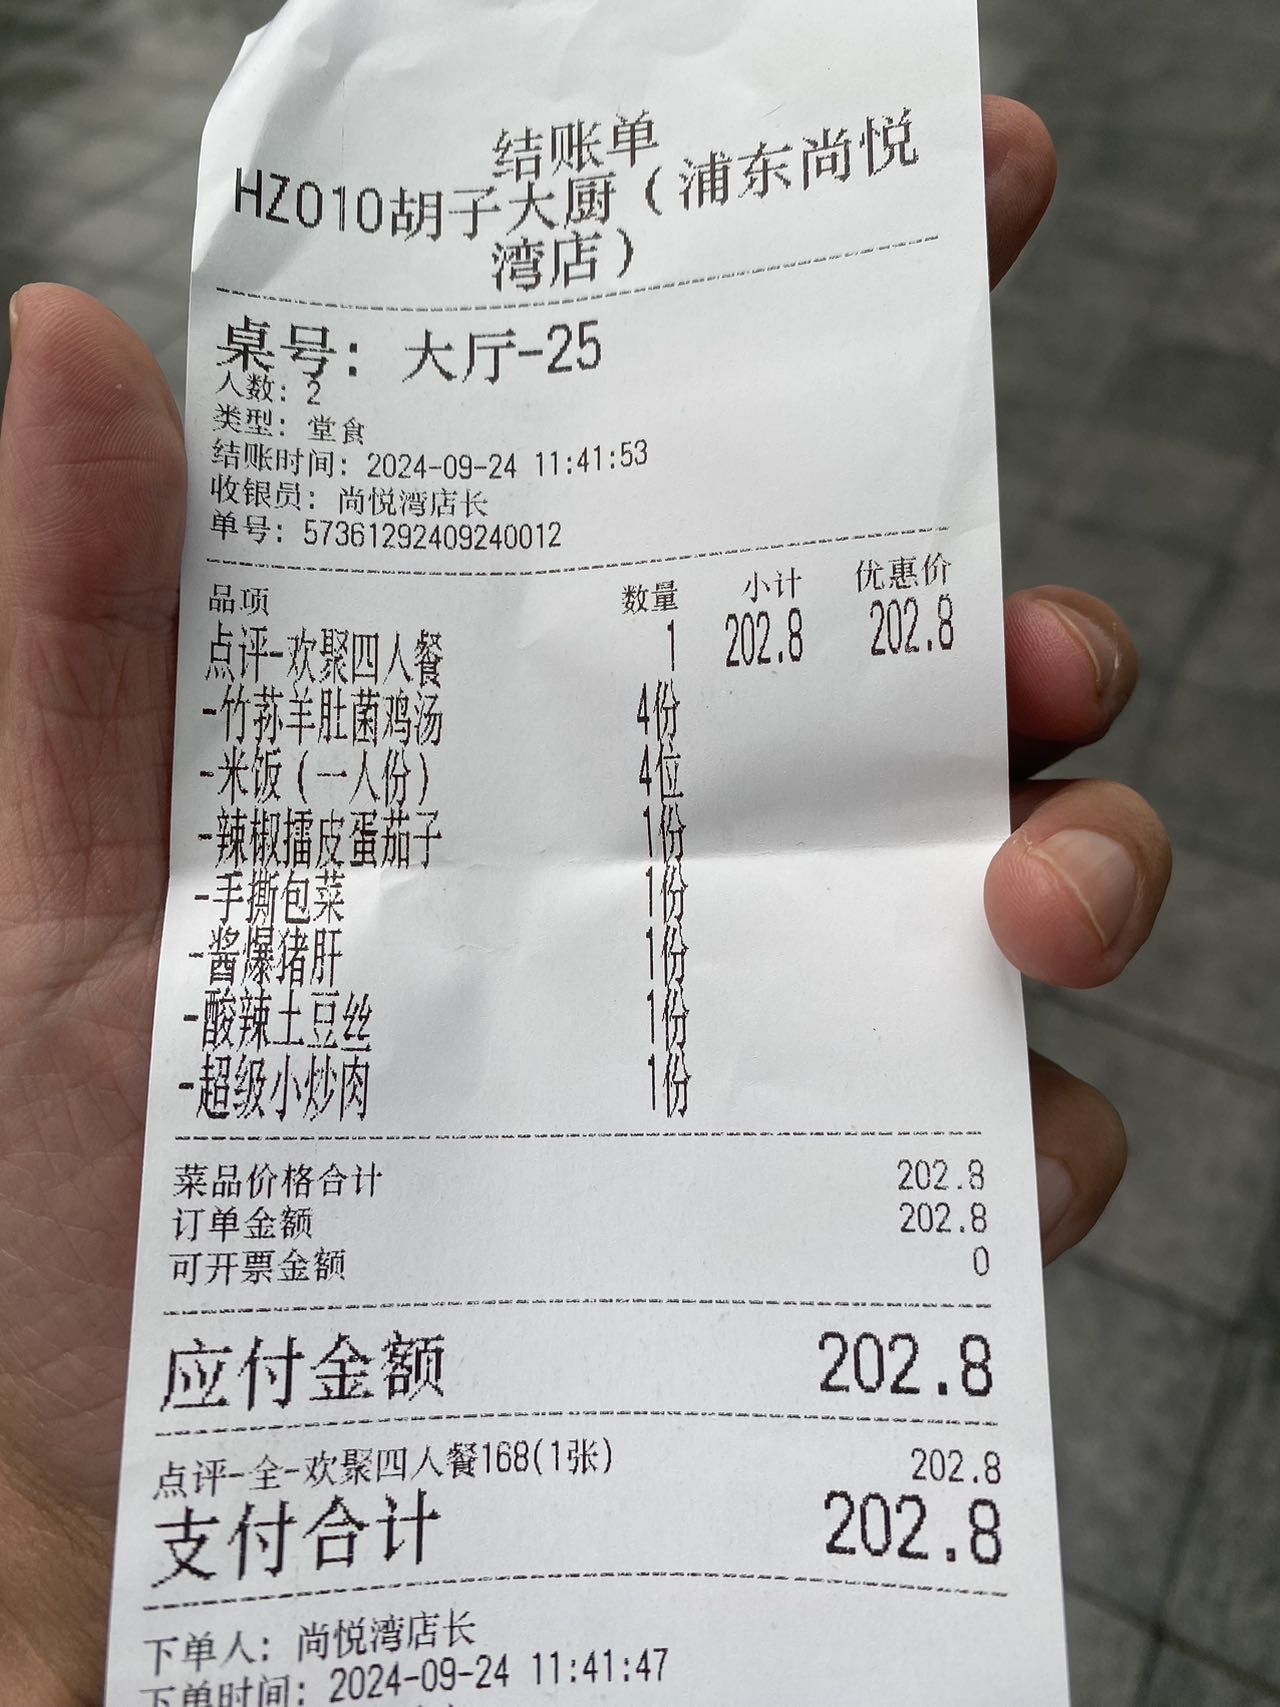 结账单
HZ010胡子大厨（浦东尚悦
湾店）
桌号：大厅-25
人数：2
类型：堂食
结账时间：2024-09-24 11:41:53
收银员：尚悦湾店长
单号：57361292409240012
品项 数量 小计 优惠价
点评-欢聚四人餐 1 202.8 202.8
-竹荪羊肚菌鸡汤 4份
-米饭（一人份） 4位
-辣椒擂皮蛋茄子 1份
-手撕包菜 1份
-酱爆猪肝 1份
-酸辣土豆丝 1份
-超级小炒肉 1份
菜品价格合计 202.8
订单金额 202.8
可开票金额 0
应付金额 202.8
点评-全-欢聚四人餐168(1张) 202.8
支付合计 202.8
下单人：尚悦湾店长
下单时间：2024-09-24 11:41:47